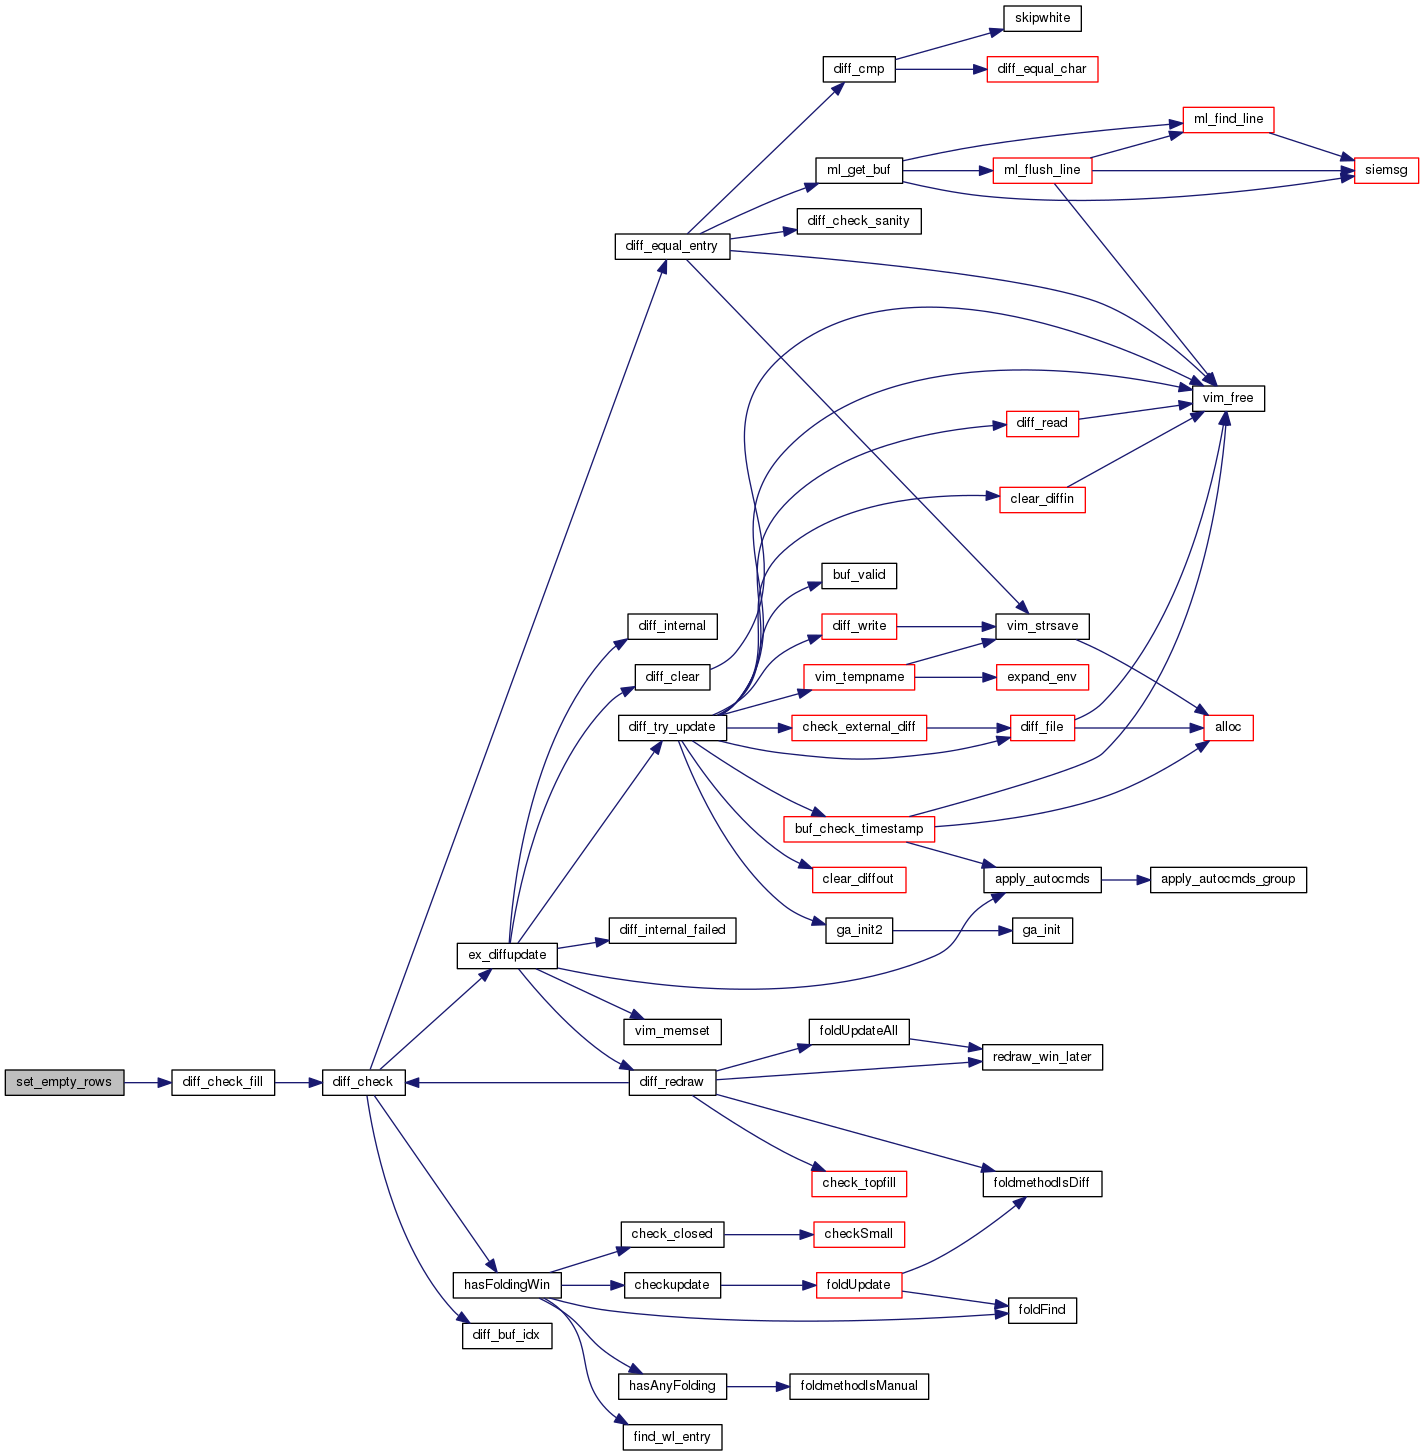 skipwhite
diff_cmp
diff_equal_char
ml_find_line
ml_get_buf
ml_flush_line
siemsg
diff_check_sanity
diff_equal_entry
vim_free
diff_read
clear_diffin
buf_valid
diff_internal
diff_write
vim_strsave
diff_clear
vim_tempname
expand_env
diff_try_update
check_external_diff
diff_file
alloc
buf_check_timestamp
clear_diffout
apply_autocmds
apply_autocmds_group
diff_internal_failed
ga_init2
ga_init
ex_diffupdate
vim_memset
foldUpdateAll
redraw_win_later
set_empty_rows
diff_check_fill
diff_check
diff_redraw
check_topfill
foldmethodIsDiff
check_closed
checkSmall
hasFoldingWin
checkupdate
foldUpdate
foldFind
diff_buf_idx
hasAnyFolding
foldmethodIsManual
find_wl_entry